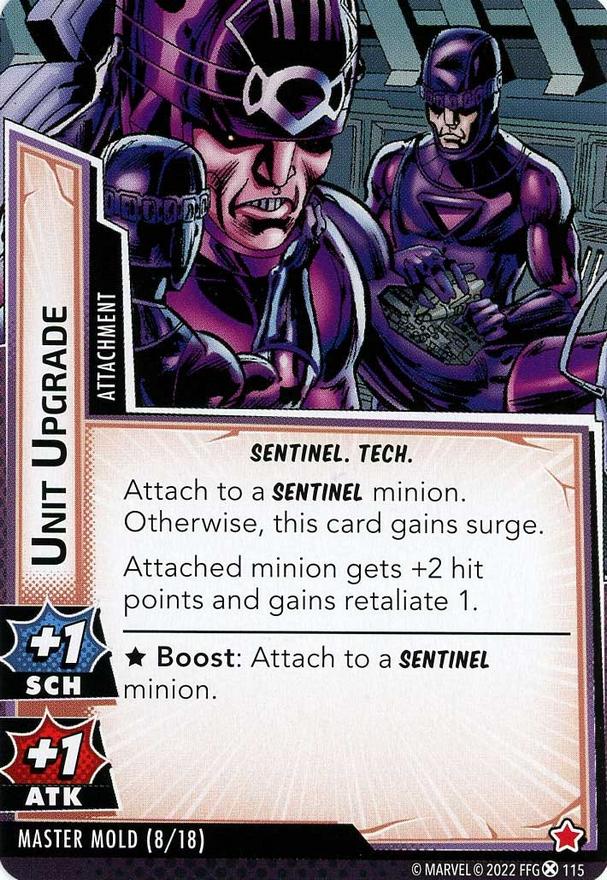 UNIT UPGRADE
ATTACHMENT
SENTINEL. TECH.
Attach to a SENTINEL minion.
Otherwise, this card gains surge.
Attached minion gets +2 hit
points and gains retaliate 1.
★ Boost: Attach to a SENTINEL
minion.
+1
SCH
+1
ATK
MASTER MOLD (8/18)
© MARVEL © 2022 FFG 115